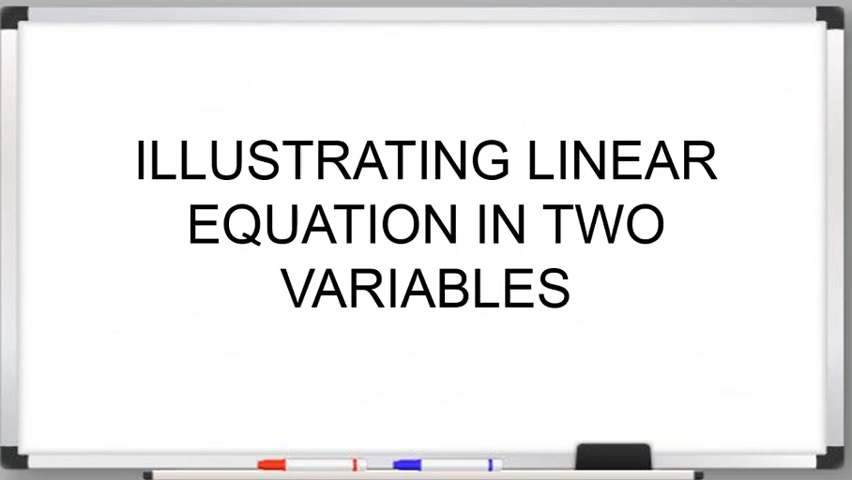 ILLUSTRATING LINEAR
EQUATION IN TWO
VARIABLES